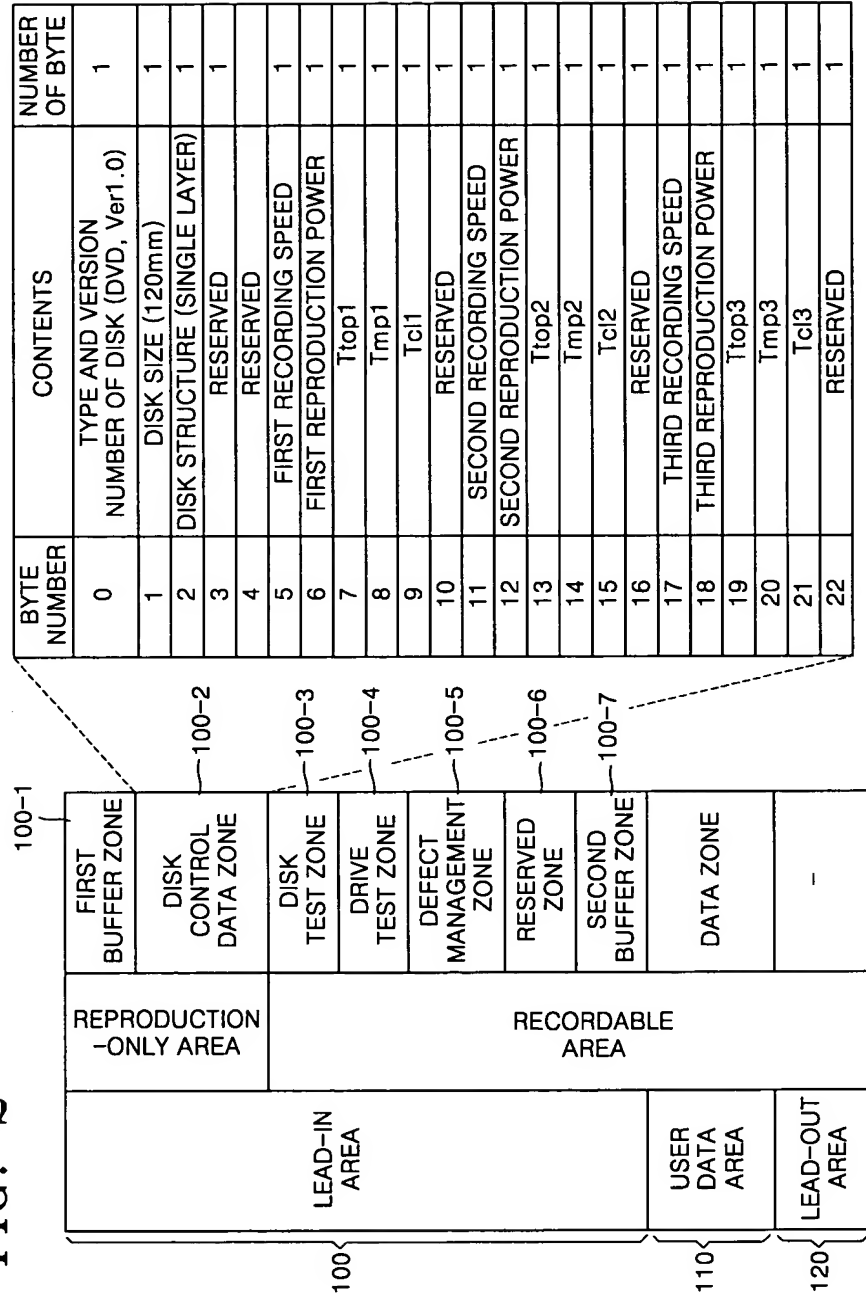 FIG. 2
100-1
FIRST
BUFFER ZONE
DISK
CONTROL
DATA ZONE
100-2
DISK
TEST ZONE
100-3
DRIVE
TEST ZONE
100-4
DEFECT
MANAGEMENT
ZONE
100-5
RESERVED
ZONE
100-6
SECOND
BUFFER ZONE
100-7
DATA ZONE
–
REPRODUCTION
-ONLY AREA
RECORDABLE
AREA
LEAD-IN
AREA
USER
DATA
AREA
LEAD-OUT
AREA
100
110
120
BYTE
NUMBER
CONTENTS
NUMBER
OF BYTE
0 TYPE AND VERSION
NUMBER OF DISK (DVD, Ver1.0) 1
1 DISK SIZE (120mm) 1
2 DISK STRUCTURE (SINGLE LAYER) 1
3 RESERVED 1
4 RESERVED
5 FIRST RECORDING SPEED 1
6 FIRST REPRODUCTION POWER 1
7 Ttop1 1
8 Tmp1 1
9 Tcl1 1
10 RESERVED 1
11 SECOND RECORDING SPEED 1
12 SECOND REPRODUCTION POWER 1
13 Ttop2 1
14 Tmp2 1
15 Tcl2 1
16 RESERVED 1
17 THIRD RECORDING SPEED 1
18 THIRD REPRODUCTION POWER 1
19 Ttop3 1
20 Tmp3 1
21 Tcl3 1
22 RESERVED 1